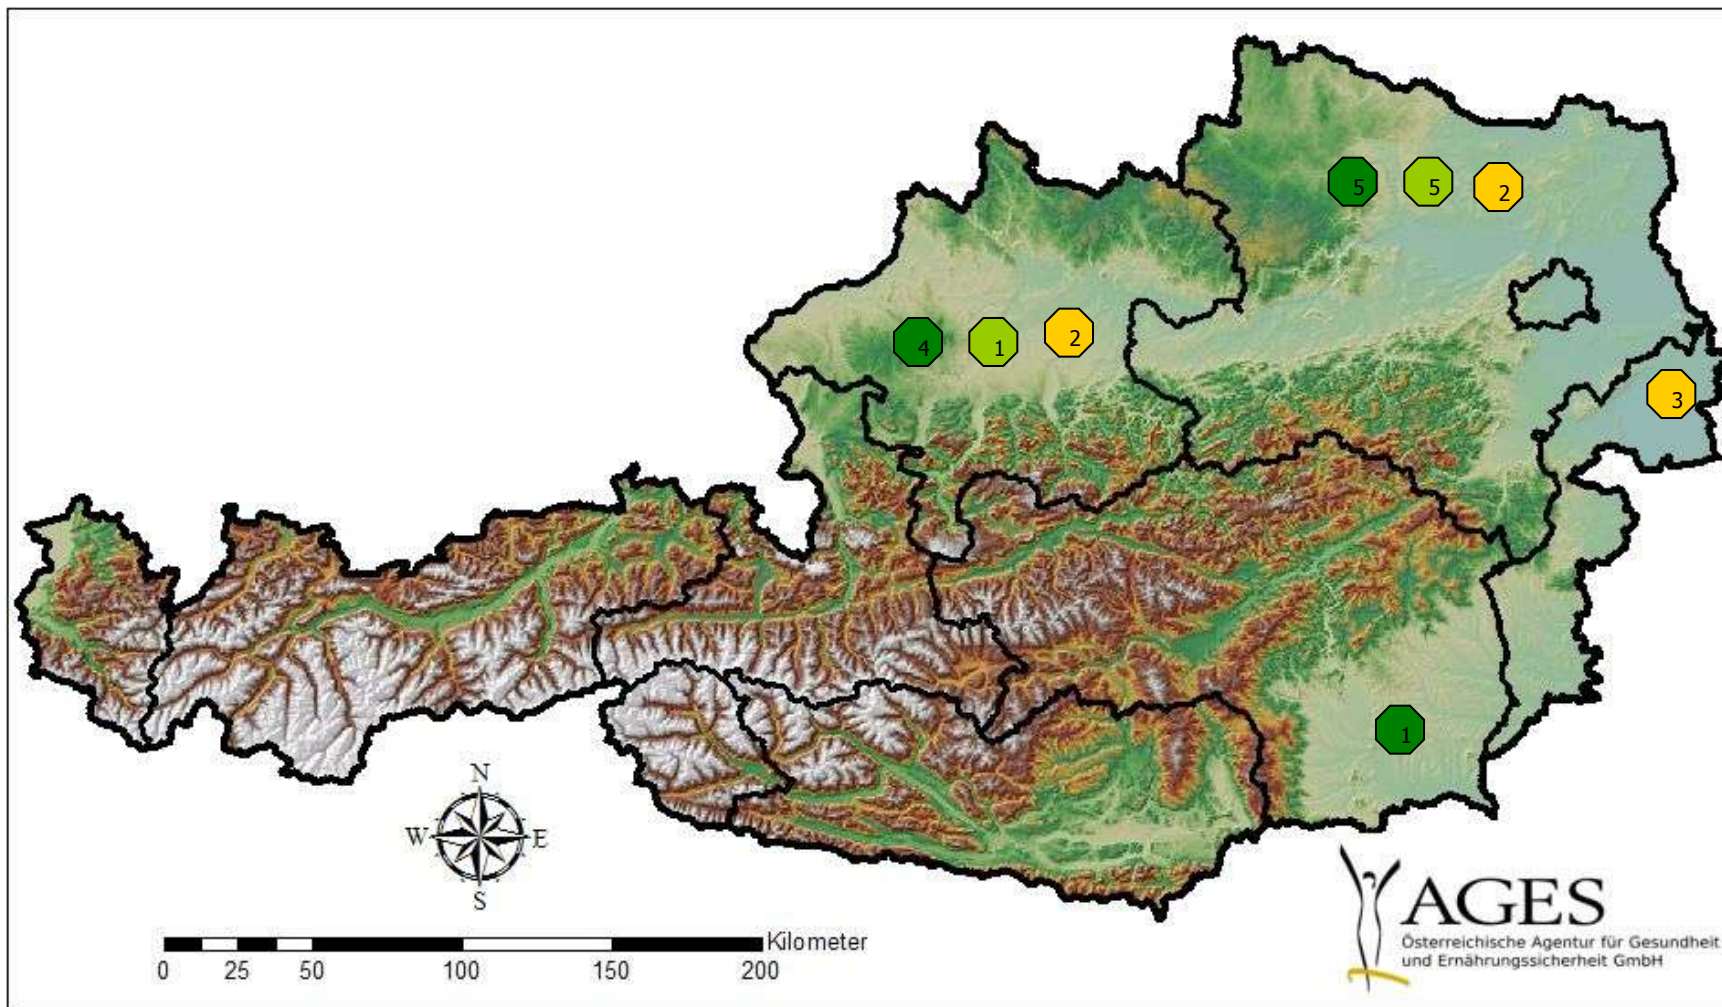 5 5 2
4 1 2
3
1
N
W E
S
Kilometer
0 25 50 100 150 200
AGES
Österreichische Agentur für Gesundheit
und Ernährungssicherheit GmbH